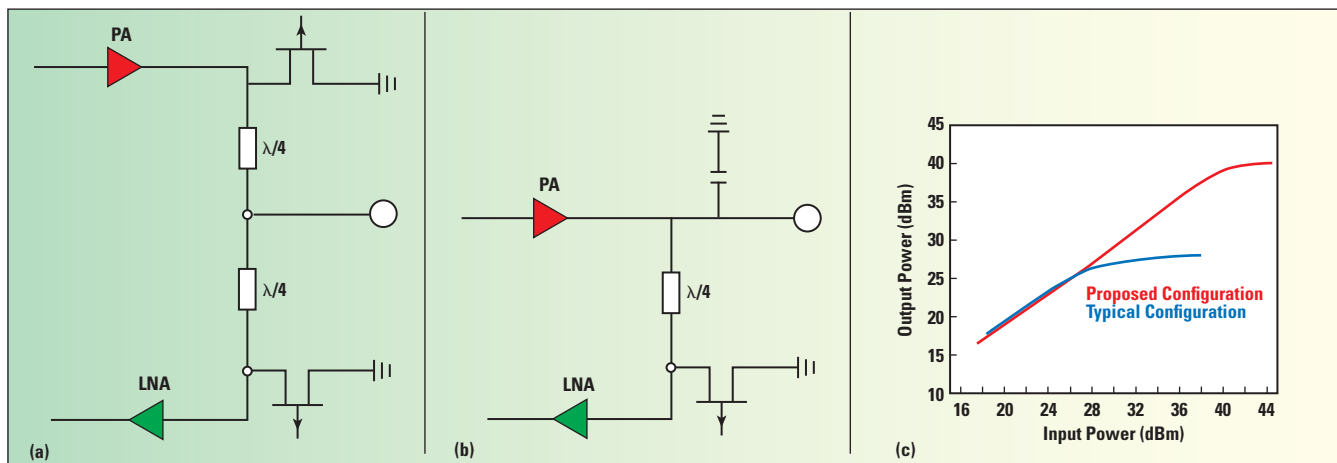 PA
λ/4
λ/4
LNA
(a)
PA
λ/4
LNA
(b)
45
40
35
30
25
20
15
10
Output Power (dBm)
Proposed Configuration
Typical Configuration
16 20 24 28 32 36 40 44
Input Power (dBm)
(c)